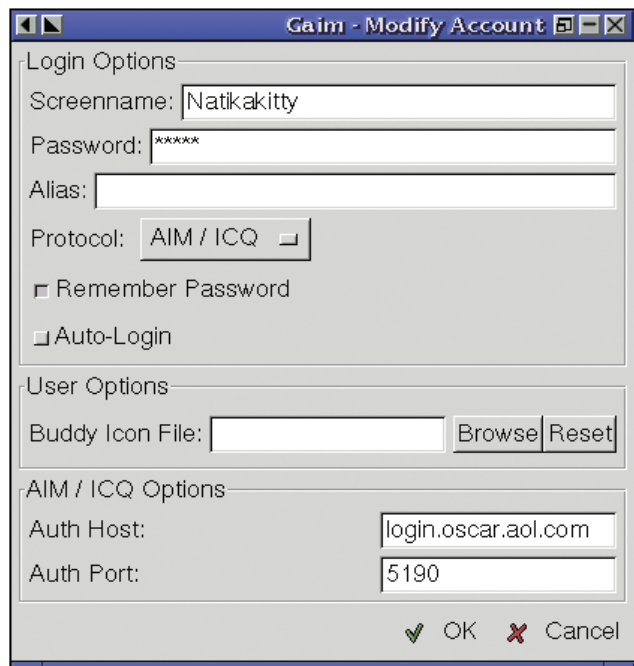 Gaim - Modify Account
Login Options
Screenname: Natikakitty
Password: *****
Alias:
Protocol: AIM / ICQ
Remember Password
Auto-Login
User Options
Buddy Icon File: Browse Reset
AIM / ICQ Options
Auth Host: login.oscar.aol.com
Auth Port: 5190
OK Cancel